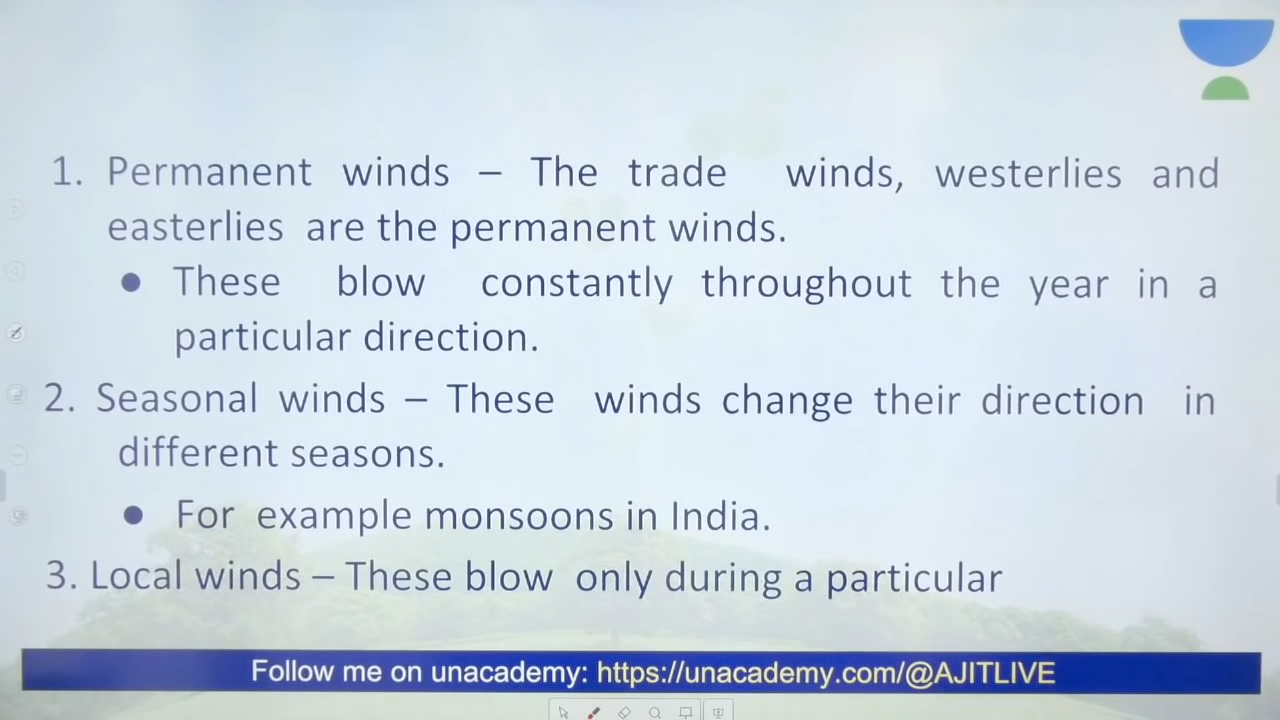 1. Permanent winds – The trade winds, westerlies and
easterlies are the permanent winds.
● These blow constantly throughout the year in a
particular direction.
2. Seasonal winds – These winds change their direction in
different seasons.
● For example monsoons in India.
3. Local winds – These blow only during a particular
Follow me on unacademy: https://unacademy.com/@AJITLIVE